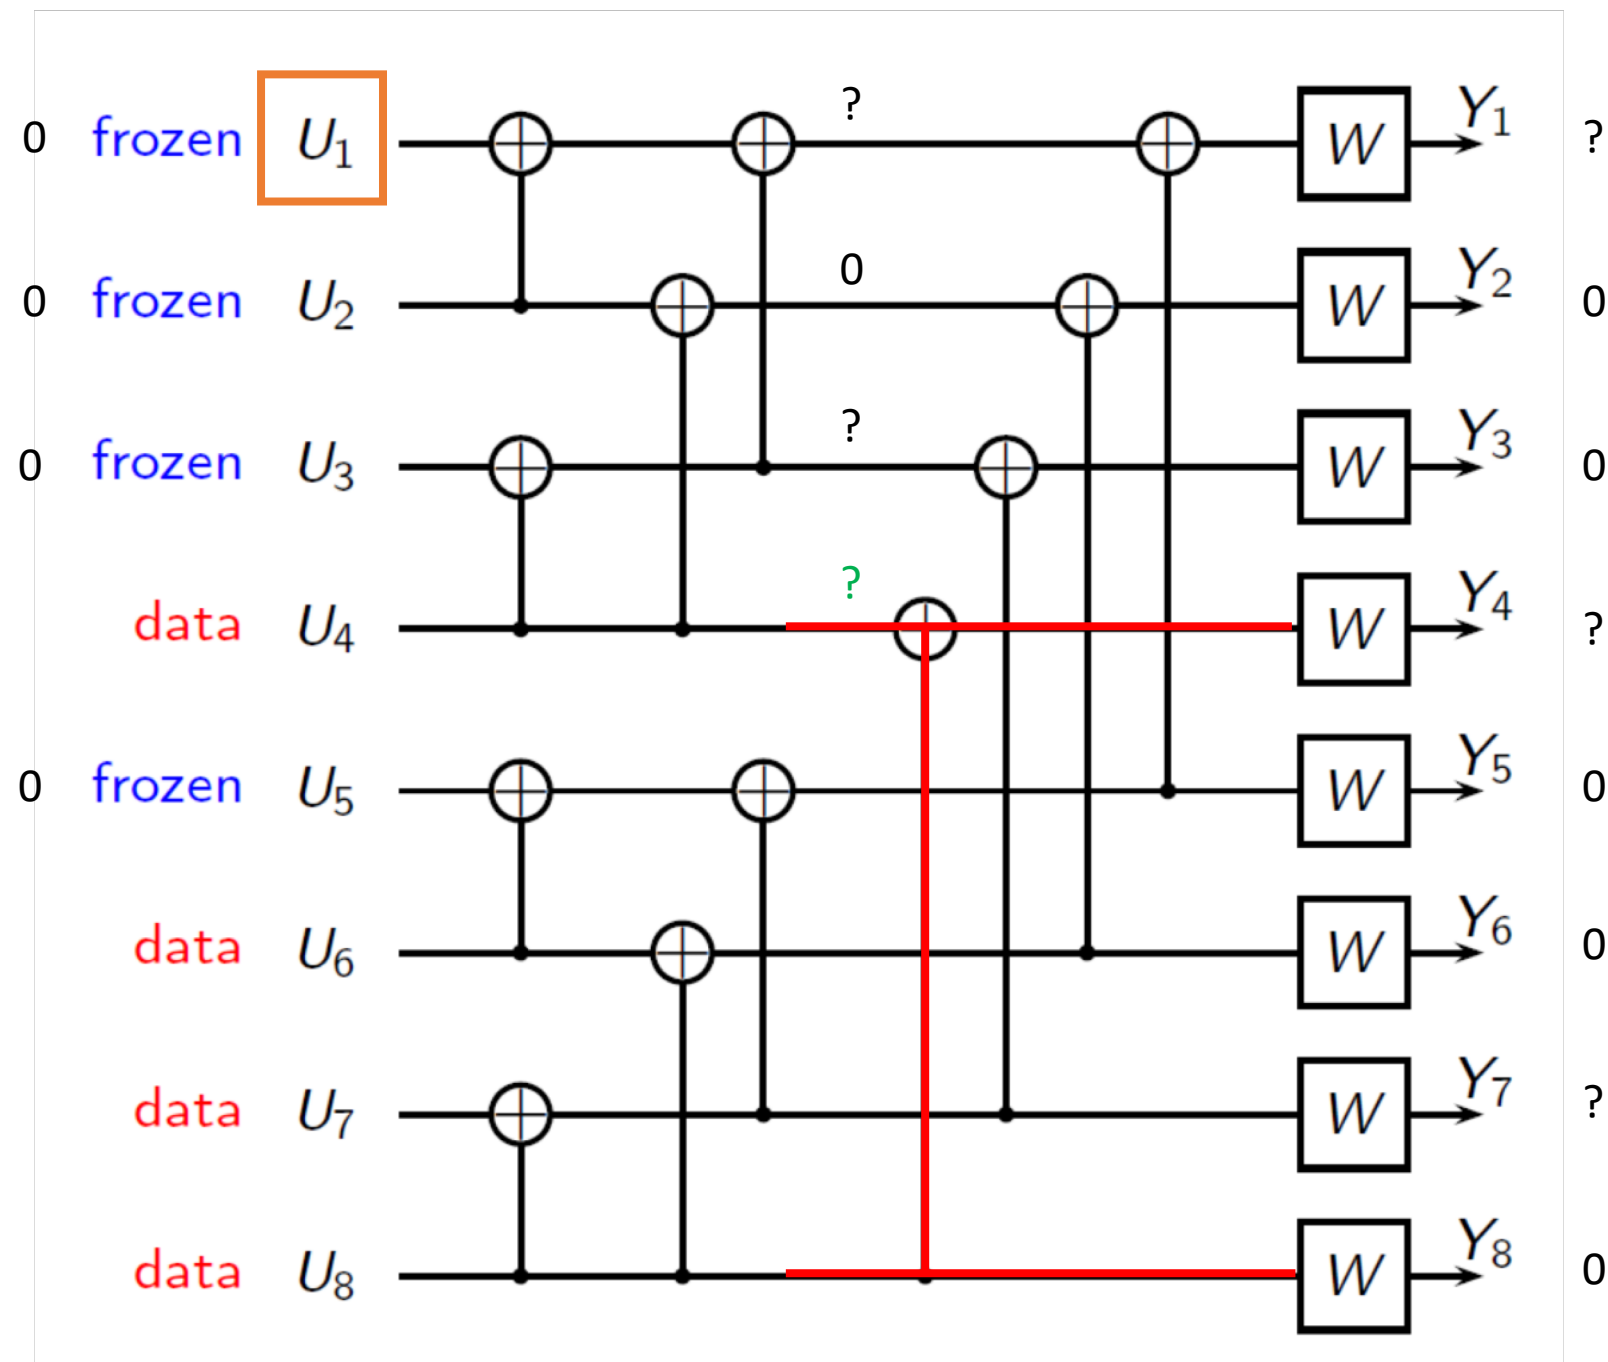 ?
0 frozen U1 W Y1 ?
0
0 frozen U2 W Y2 0
?
0 frozen U3 W Y3 0
?
data U4 W Y4 ?
0 frozen U5 W Y5 0
data U6 W Y6 0
data U7 W Y7 ?
data U8 W Y8 0